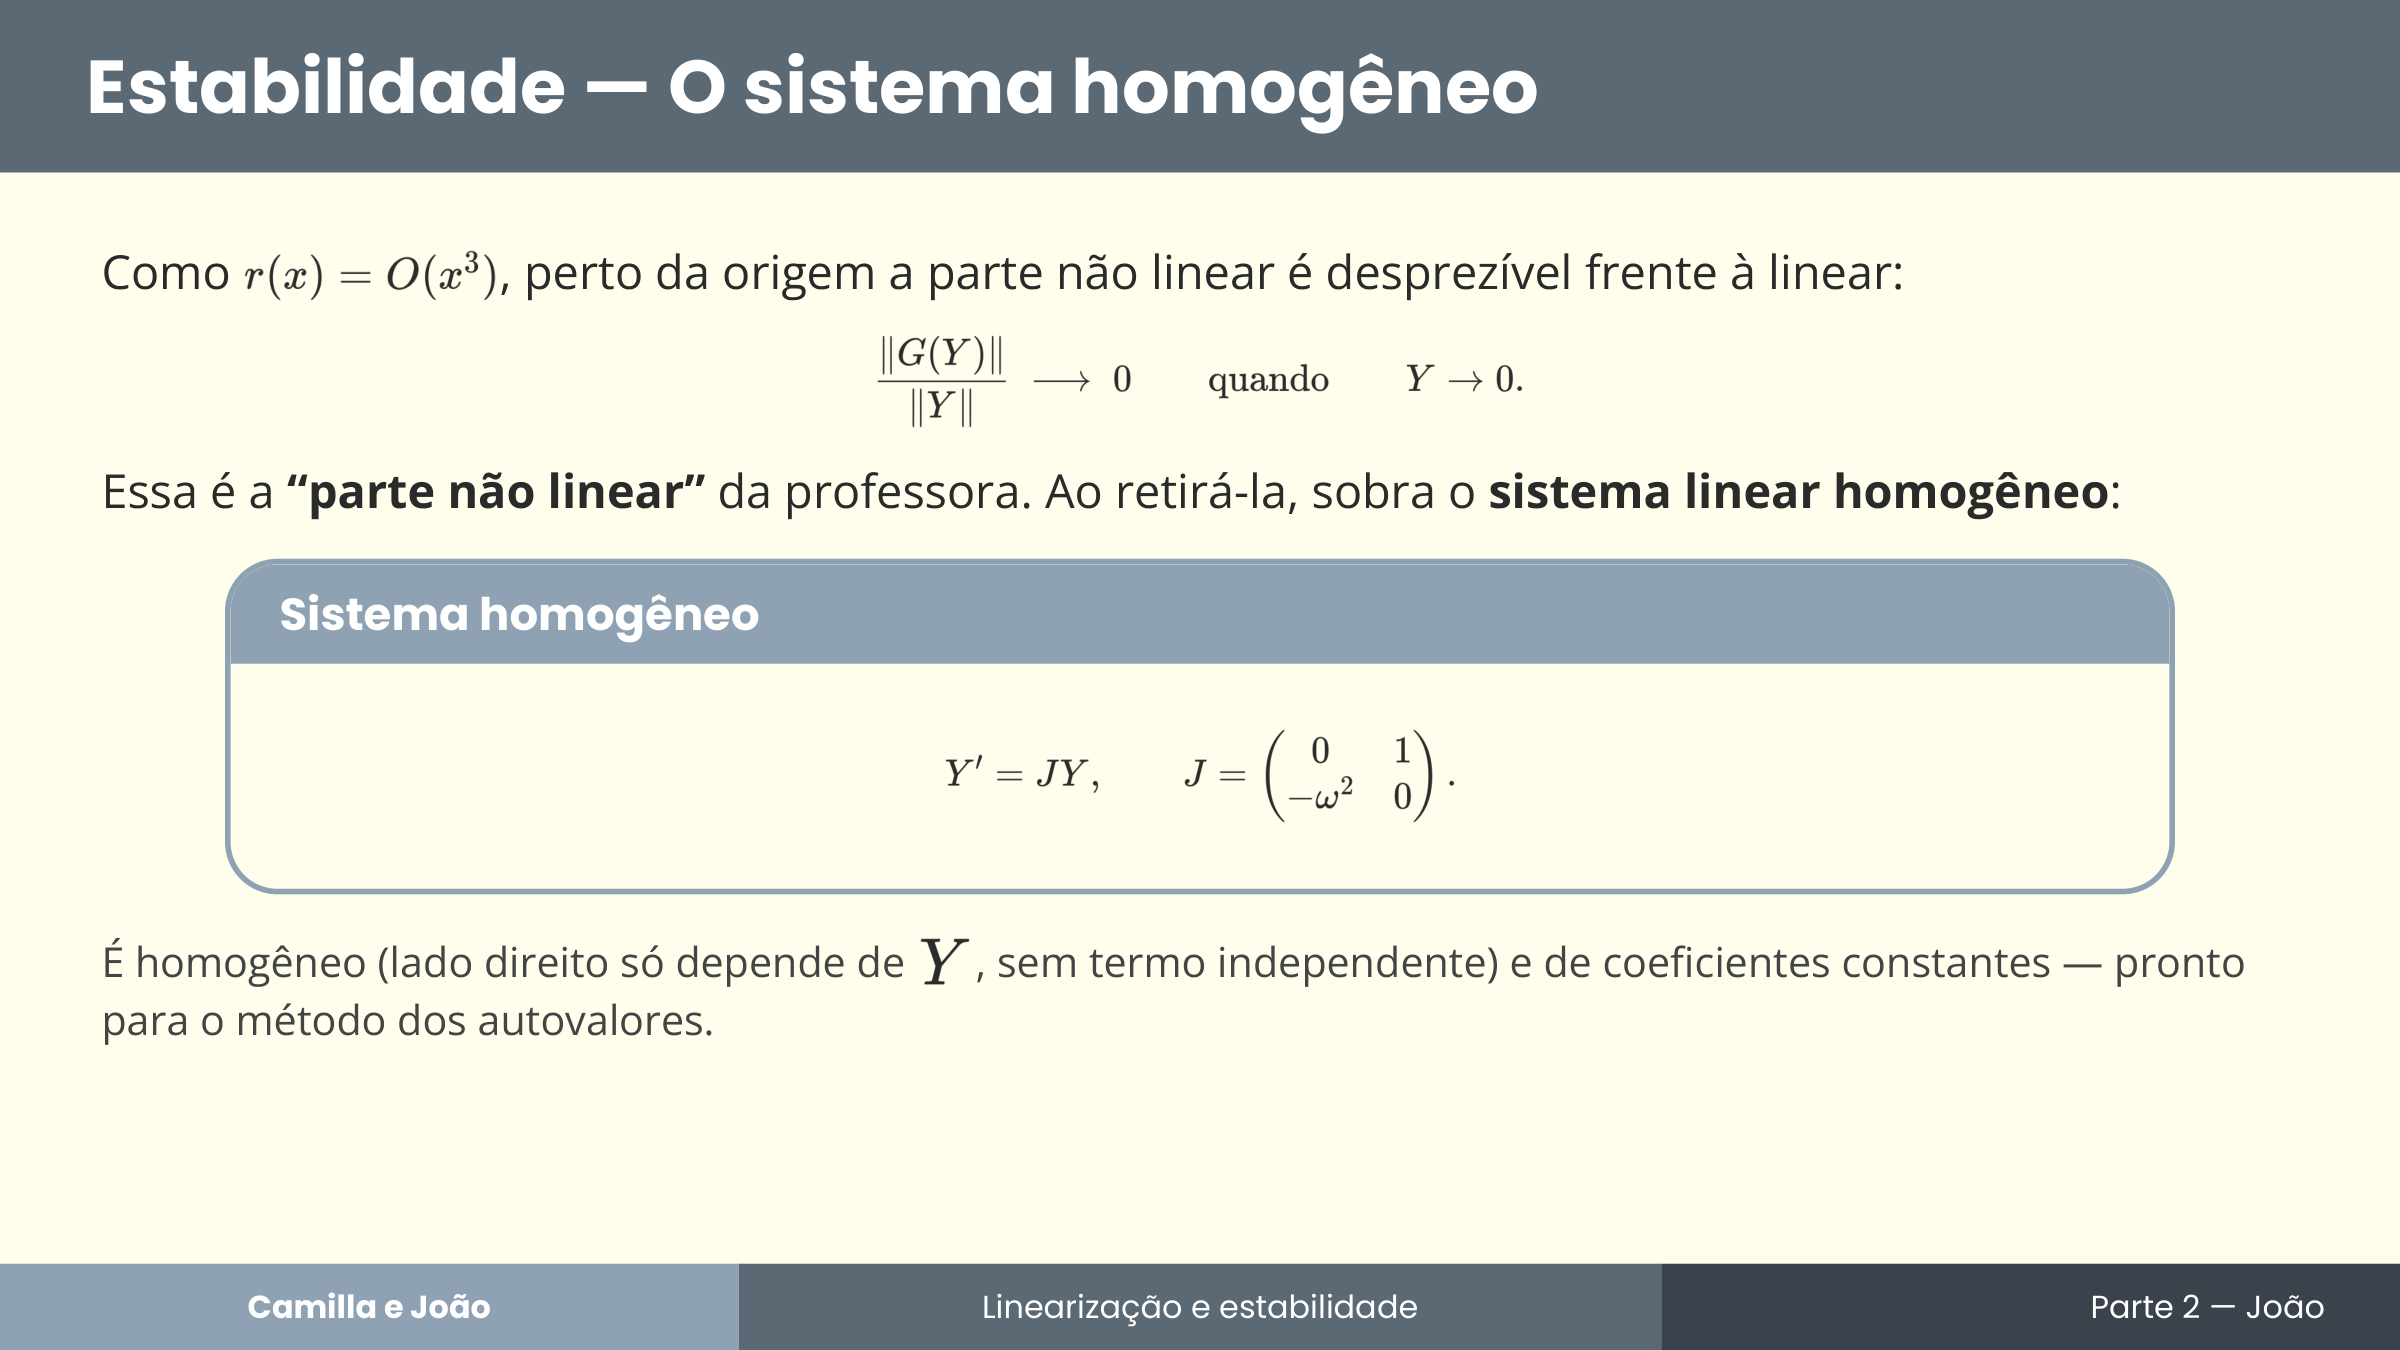 Estabilidade — O sistema homogêneo
Como r(x) = O(x³), perto da origem a parte não linear é desprezível frente à linear:
‖G(Y)‖ / ‖Y‖ ⟶ 0 quando Y → 0.
Essa é a “parte não linear” da professora. Ao retirá-la, sobra o sistema linear homogêneo:
Sistema homogêneo
Y′ = JY, J = ( 0 1 ; −ω² 0 ).
É homogêneo (lado direito só depende de Y, sem termo independente) e de coeficientes constantes — pronto
para o método dos autovalores.
Camilla e João
Linearização e estabilidade
Parte 2 — João